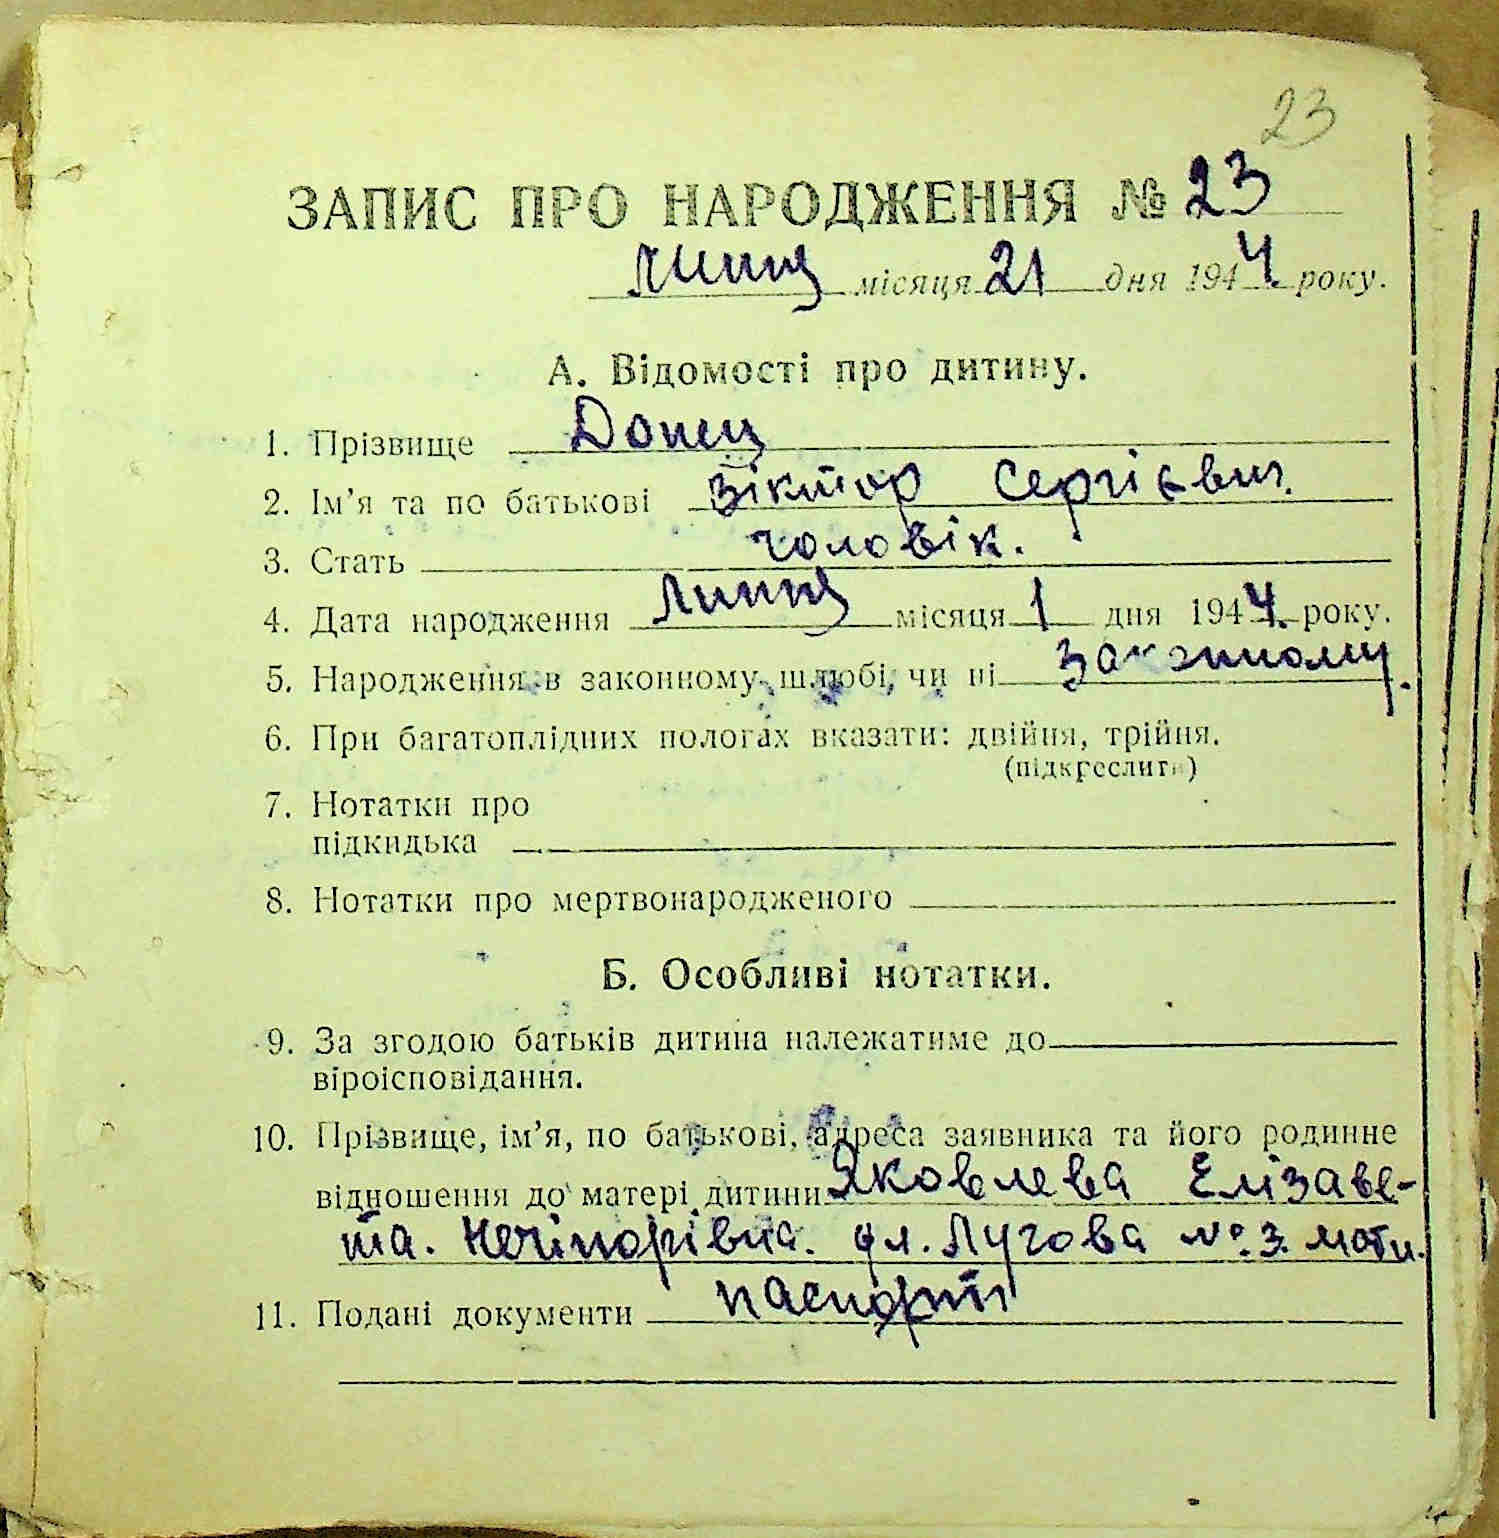 23
ЗАПИС ПРО НАРОДЖЕННЯ № 23
липня місяця 21 дня 1944. року.
А. Відомості про дитину.
1. Прізвище Донец
2. Ім'я та по батькові Віктор Сергієвич.
3. Стать чоловік.
4. Дата народження липня місяця 1 дня 1944. року.
5. Народження в законному шлюбі, чи ні законному.
6. При багатоплідних пологах вказати: двійня, трійня.
(підкреслити)
7. Нотатки про
підкидька
8. Нотатки про мертвонародженого
Б. Особливі нотатки.
9. За згодою батьків дитина належатиме до
віроісповідання.
10. Прізвище, ім'я, по батькові, адреса заявника та його родинне
відношення до матері дитини Яковлева Елізаве-
та. Нечіпорівна. ул. Лугова № 3. мати.
11. Подані документи паспорт